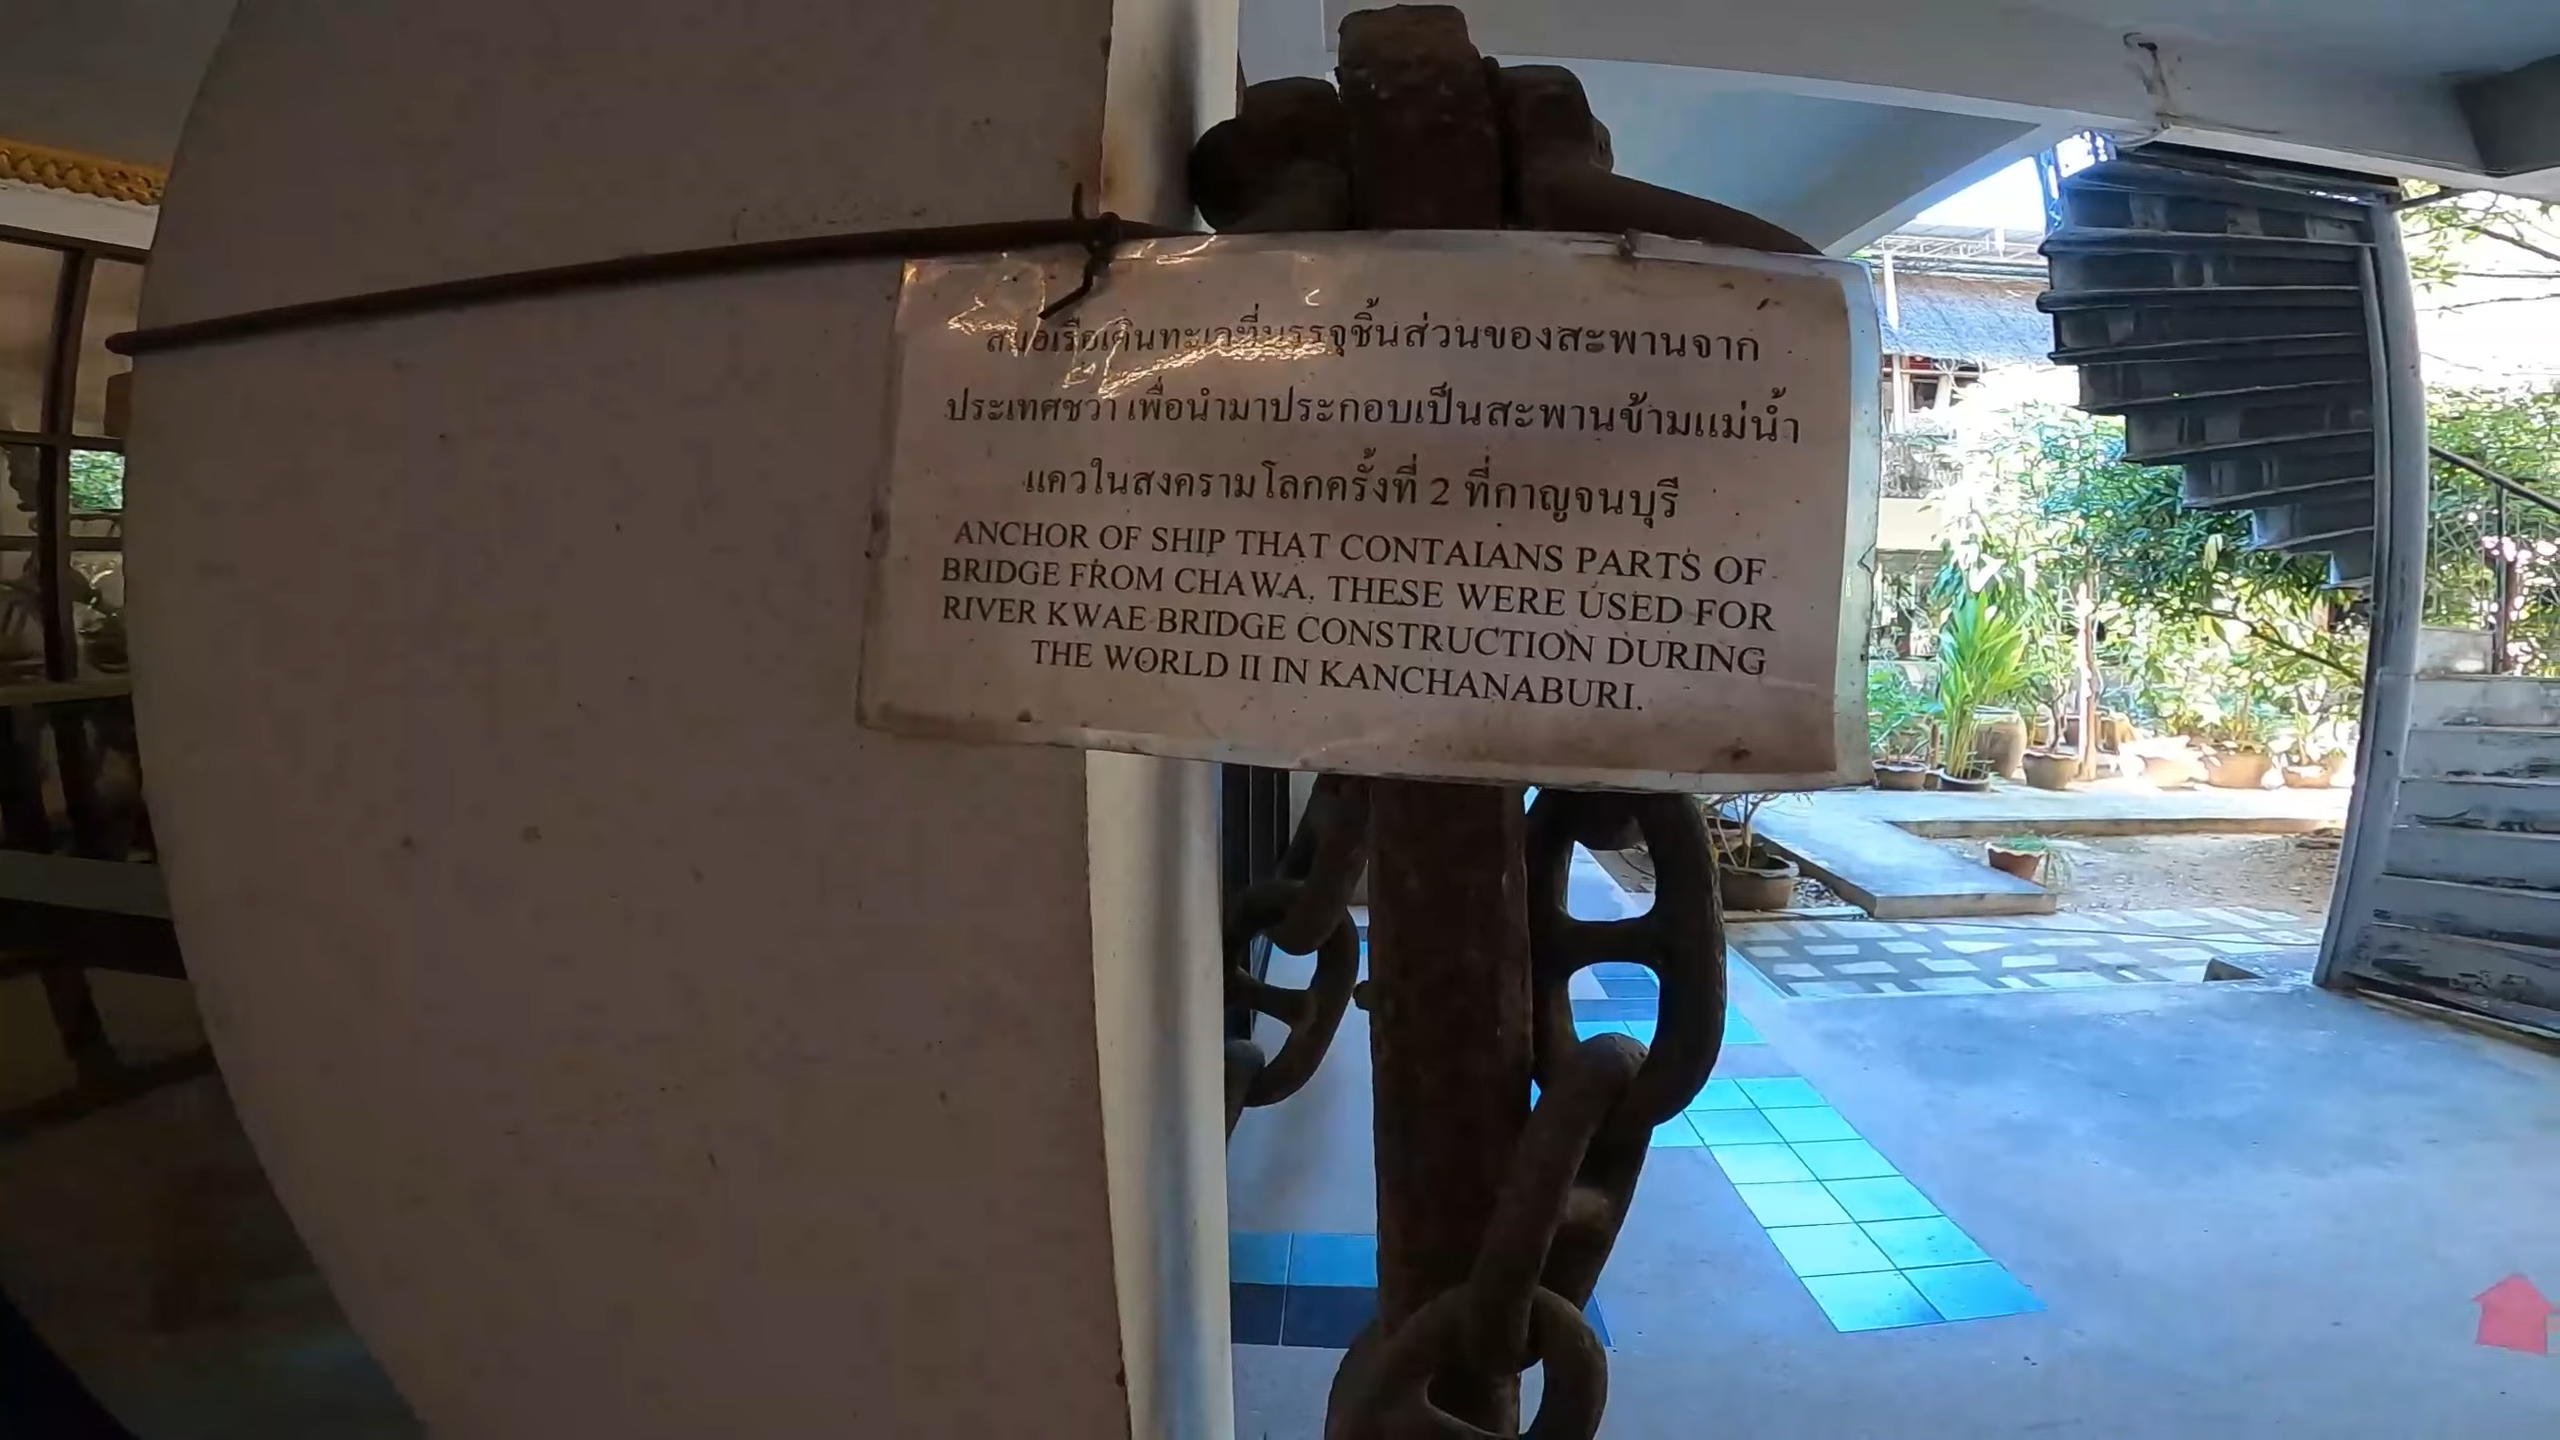 สมอเรือเดินทะเลที่บรรจุชิ้นส่วนของสะพานจาก
ประเทศชวา เพื่อนำมาประกอบเป็นสะพานข้ามแม่น้ำ
แควในสงครามโลกครั้งที่ 2 ที่กาญจนบุรี
ANCHOR OF SHIP THAT CONTAIANS PARTS OF
BRIDGE FROM CHAWA. THESE WERE USED FOR
RIVER KWAE BRIDGE CONSTRUCTION DURING
THE WORLD II IN KANCHANABURI.